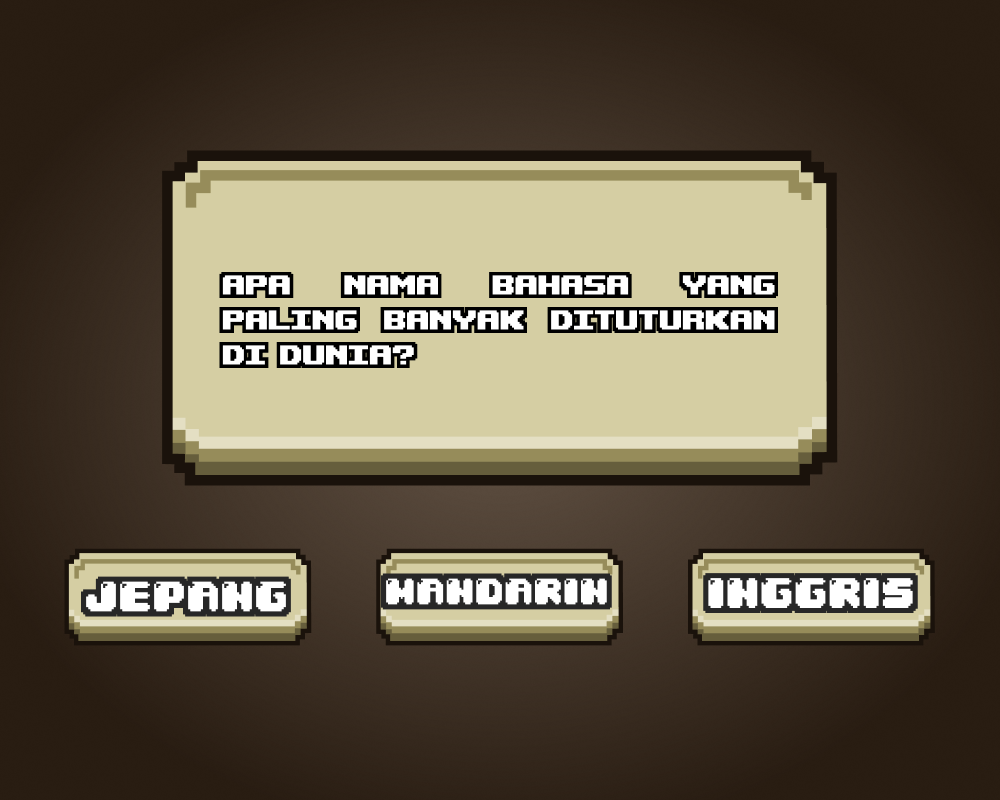 APA NAMA BAHASA YANG
PALING BANYAK DITUTURKAN
DI DUNIA?
JEPANG
MANDARIN
INGGRIS